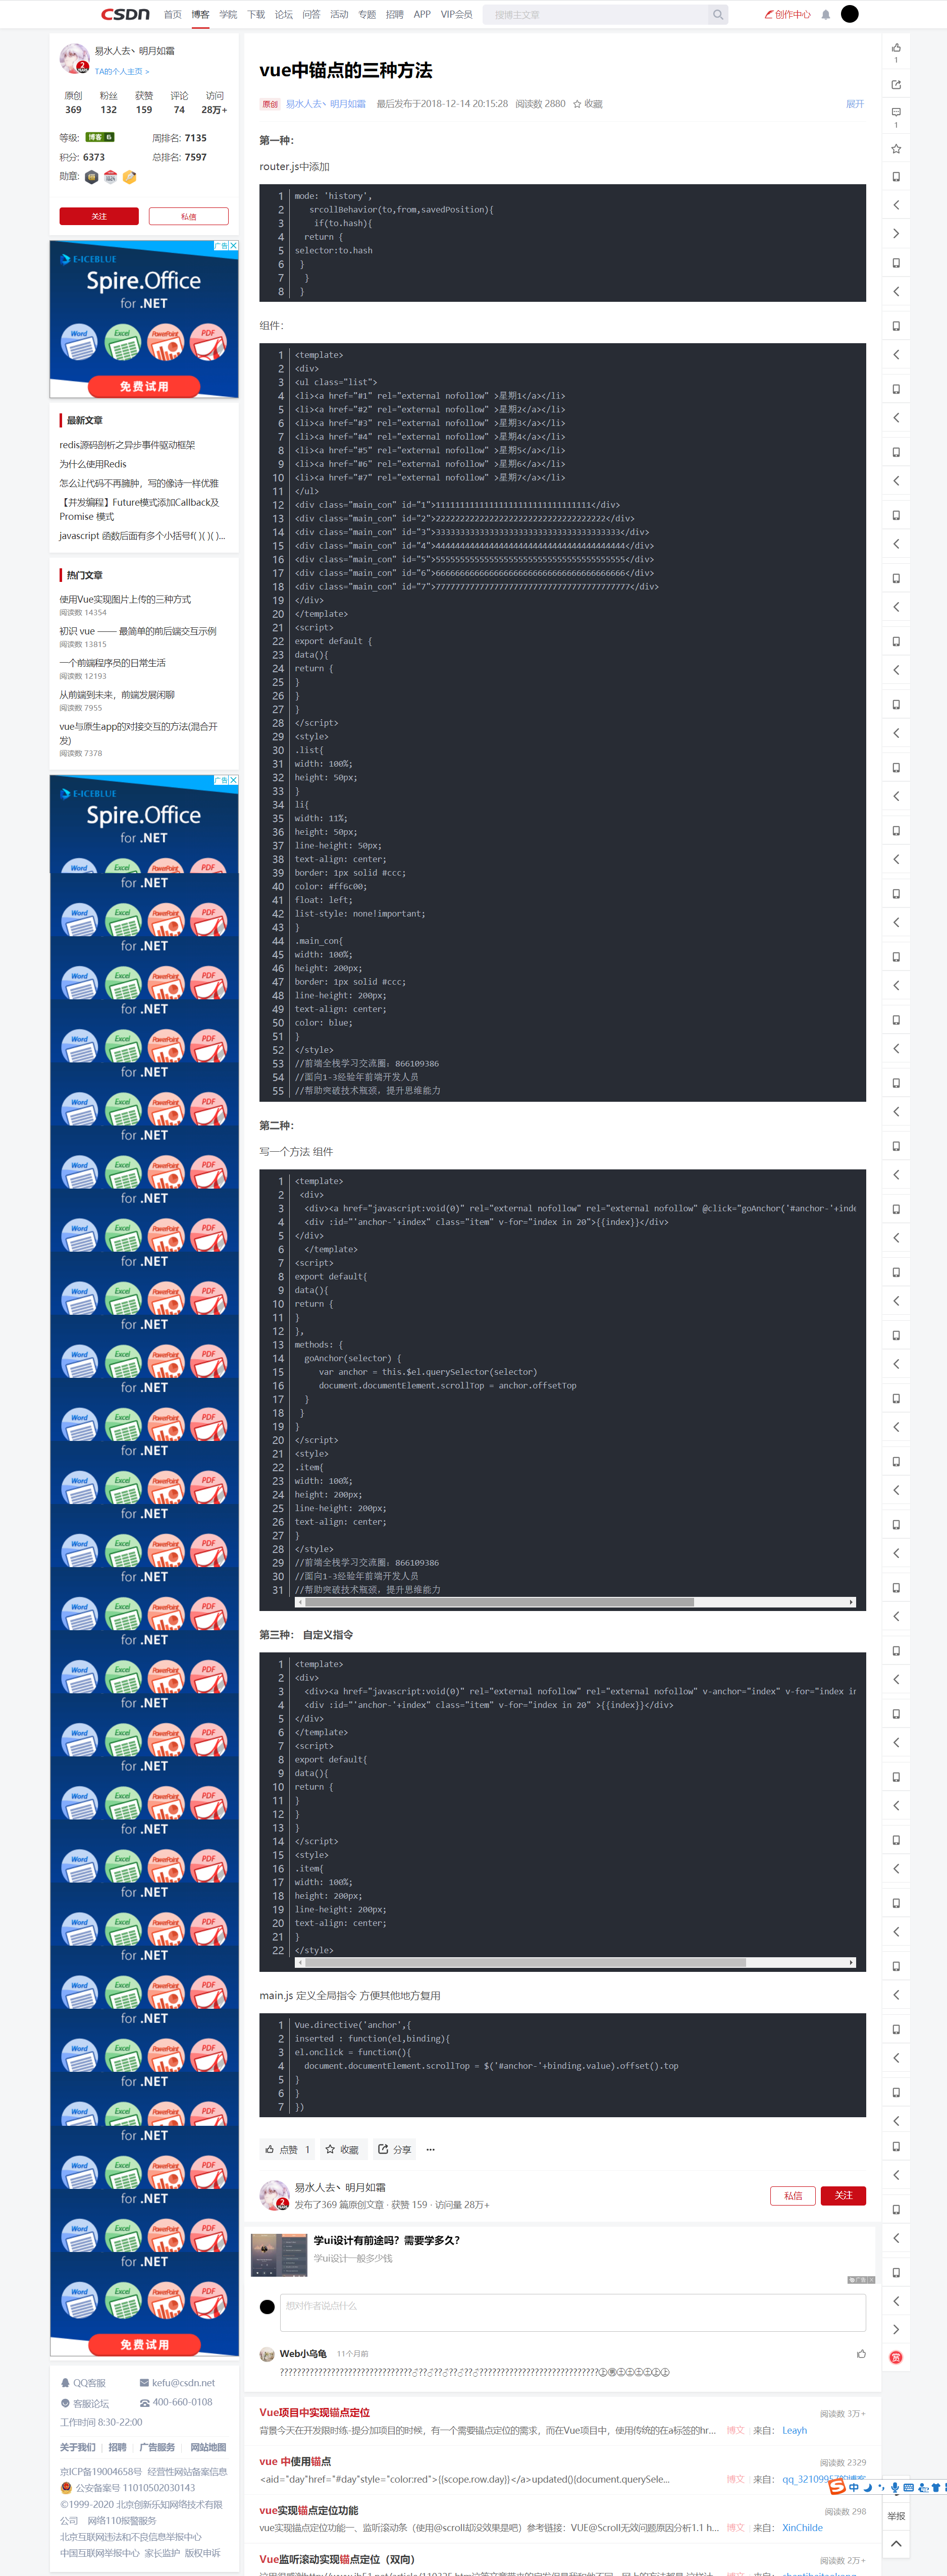 CSDN 首页 博客 学院 下载 论坛 问答 活动 专题 招聘 APP VIP会员 搜博主文章 创作中心
易水人去丶明月如霜
TA的个人主页 >
原创 粉丝 获赞 评论 访问
369 132 159 74 28万+
等级: 博客 6 周排名: 7135
积分: 6373 总排名: 7597
勋章:
关注 私信
广告
E-ICEBLUE
Spire.Office
for .NET
Word Excel PowerPoint PDF
免费试用
最新文章
redis源码剖析之异步事件驱动框架
为什么使用Redis
怎么让代码不再臃肿，写的像诗一样优雅
【并发编程】Future模式添加Callback及
Promise 模式
javascript 函数后面有多个小括号f( )( )( )...
热门文章
使用Vue实现图片上传的三种方式
阅读数 14354
初识 vue —— 最简单的前后端交互示例
阅读数 13815
一个前端程序员的日常生活
阅读数 12193
从前端到未来，前端发展闲聊
阅读数 7955
vue与原生app的对接交互的方法(混合开
发)
阅读数 7378
广告
E-ICEBLUE
Spire.Office
for .NET
Word Excel PowerPoint PDF
免费试用
QQ客服 kefu@csdn.net
客服论坛 400-660-0108
工作时间 8:30-22:00
关于我们 招聘 广告服务 网站地图
京ICP备19004658号 经营性网站备案信息
公安备案号 11010502030143
©1999-2020 北京创新乐知网络技术有限
公司 网络110报警服务
北京互联网违法和不良信息举报中心
中国互联网举报中心 家长监护 版权申诉
vue中锚点的三种方法
原创 易水人去丶明月如霜 最后发布于2018-12-14 20:15:28 阅读数 2880 收藏 展开
第一种：
router.js中添加
1 mode: 'history',
2 srcollBehavior(to,from,savedPosition){
3 if(to.hash){
4 return {
5 selector:to.hash
6 }
7 }
8 }
组件：
1 <template>
2 <div>
3 <ul class="list">
4 <li><a href="#1" rel="external nofollow" >星期1</a></li>
5 <li><a href="#2" rel="external nofollow" >星期2</a></li>
6 <li><a href="#3" rel="external nofollow" >星期3</a></li>
7 <li><a href="#4" rel="external nofollow" >星期4</a></li>
8 <li><a href="#5" rel="external nofollow" >星期5</a></li>
9 <li><a href="#6" rel="external nofollow" >星期6</a></li>
10 <li><a href="#7" rel="external nofollow" >星期7</a></li>
11 </ul>
12 <div class="main_con" id="1">11111111111111111111111111111111</div>
13 <div class="main_con" id="2">22222222222222222222222222222222222</div>
14 <div class="main_con" id="3">33333333333333333333333333333333333333</div>
15 <div class="main_con" id="4">444444444444444444444444444444444444444</div>
16 <div class="main_con" id="5">555555555555555555555555555555555555555</div>
17 <div class="main_con" id="6">666666666666666666666666666666666666666</div>
18 <div class="main_con" id="7">7777777777777777777777777777777777777777</div>
19 </div>
20 </template>
21 <script>
22 export default {
23 data(){
24 return {
25 }
26 }
27 }
28 </script>
29 <style>
30 .list{
31 width: 100%;
32 height: 50px;
33 }
34 li{
35 width: 11%;
36 height: 50px;
37 line-height: 50px;
38 text-align: center;
39 border: 1px solid #ccc;
40 color: #ff6c00;
41 float: left;
42 list-style: none!important;
43 }
44 .main_con{
45 width: 100%;
46 height: 200px;
47 border: 1px solid #ccc;
48 line-height: 200px;
49 text-align: center;
50 color: blue;
51 }
52 </style>
53 //前端全栈学习交流圈：866109386
54 //面向1-3经验年前端开发人员
55 //帮助突破技术瓶颈，提升思维能力
第二种：
写一个方法 组件
1 <template>
2 <div>
3 <div><a href="javascript:void(0)" rel="external nofollow" rel="external nofollow" @click="goAnchor('#anchor-'+inde
4 <div :id="'anchor-'+index" class="item" v-for="index in 20">{{index}}</div>
5 </div>
6 </template>
7 <script>
8 export default{
9 data(){
10 return {
11 }
12 },
13 methods: {
14 goAnchor(selector) {
15 var anchor = this.$el.querySelector(selector)
16 document.documentElement.scrollTop = anchor.offsetTop
17 }
18 }
19 }
20 </script>
21 <style>
22 .item{
23 width: 100%;
24 height: 200px;
25 line-height: 200px;
26 text-align: center;
27 }
28 </style>
29 //前端全栈学习交流圈：866109386
30 //面向1-3经验年前端开发人员
31 //帮助突破技术瓶颈，提升思维能力
第三种： 自定义指令
1 <template>
2 <div>
3 <div><a href="javascript:void(0)" rel="external nofollow" rel="external nofollow" v-anchor="index" v-for="index in
4 <div :id="'anchor-'+index" class="item" v-for="index in 20" >{{index}}</div>
5 </div>
6 </template>
7 <script>
8 export default{
9 data(){
10 return {
11 }
12 }
13 }
14 </script>
15 <style>
16 .item{
17 width: 100%;
18 height: 200px;
19 line-height: 200px;
20 text-align: center;
21 }
22 </style>
main.js 定义全局指令 方便其他地方复用
1 Vue.directive('anchor',{
2 inserted : function(el,binding){
3 el.onclick = function(){
4 document.documentElement.scrollTop = $('#anchor-'+binding.value).offset().top
5 }
6 }
7 })
点赞 1 收藏 分享 ···
易水人去丶明月如霜
发布了369 篇原创文章 · 获赞 159 · 访问量 28万+
私信 关注
学ui设计有前途吗？需要学多久？
学ui设计一般多少钱
广告
想对作者说点什么
Web小乌龟 11个月前
Vue项目中实现锚点定位 阅读数 3万+
背景今天在开发限时练-提分加项目的时候，有一个需要锚点定位的需求，而在Vue项目中，使用传统的在a标签的hr... 博文 来自： Leayh
vue 中使用锚点 阅读数 2329
<aid="day"href="#day"style="color:red">{{scope.row.day}}</a>updated(){document.querySele... 博文 来自：
vue实现锚点定位功能 阅读数 298
vue实现锚点定位功能一、监听滚动条（使用@scroll却没效果是吧）参考链接：VUE@Scroll无效问题原因分析1.1 h... 博文 来自： XinChilde
Vue监听滚动实现锚点定位（双向） 阅读数 2万+
1
1
赏
中
举报